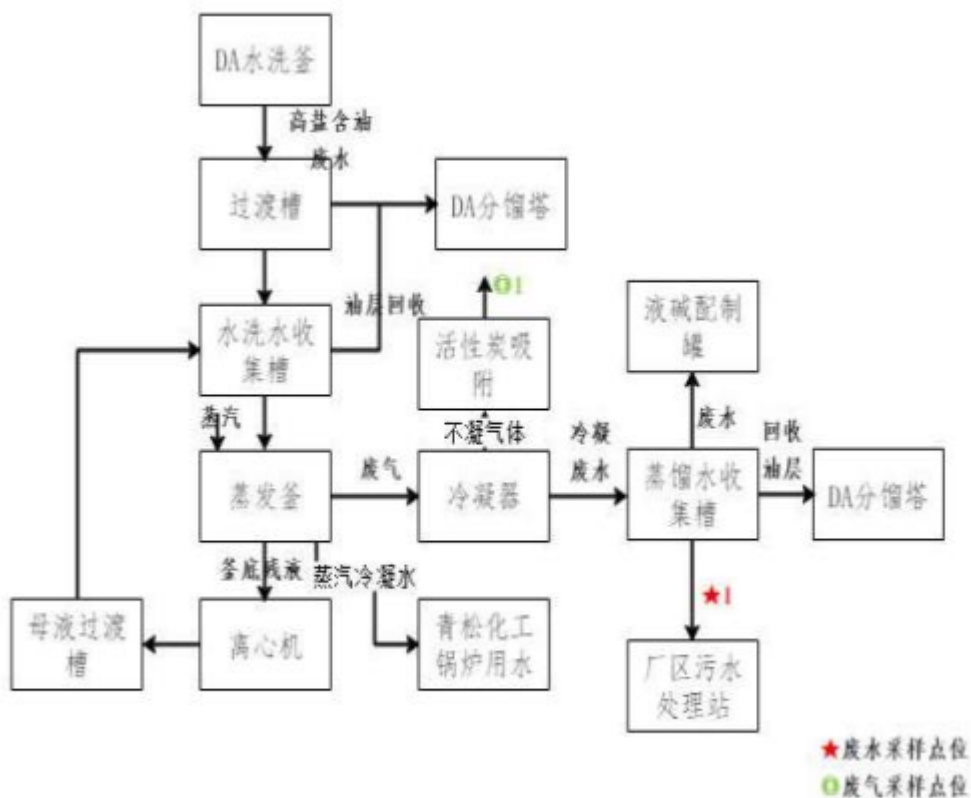 DA水洗釜
高盐含油
废水
过渡槽
DA分馏塔
◎1
油层回收
水洗水收
集槽
活性炭吸
附
液碱配制
罐
蒸汽
不凝气体
冷凝
废水
废水
回收
油层
蒸发釜
废气
冷凝器
蒸馏水收
集槽
DA分馏塔
釜底残液
蒸汽冷凝水
★1
母液过渡
槽
离心机
青松化工
锅炉用水
厂区污水
处理站
★废水采样点位
◎废气采样点位